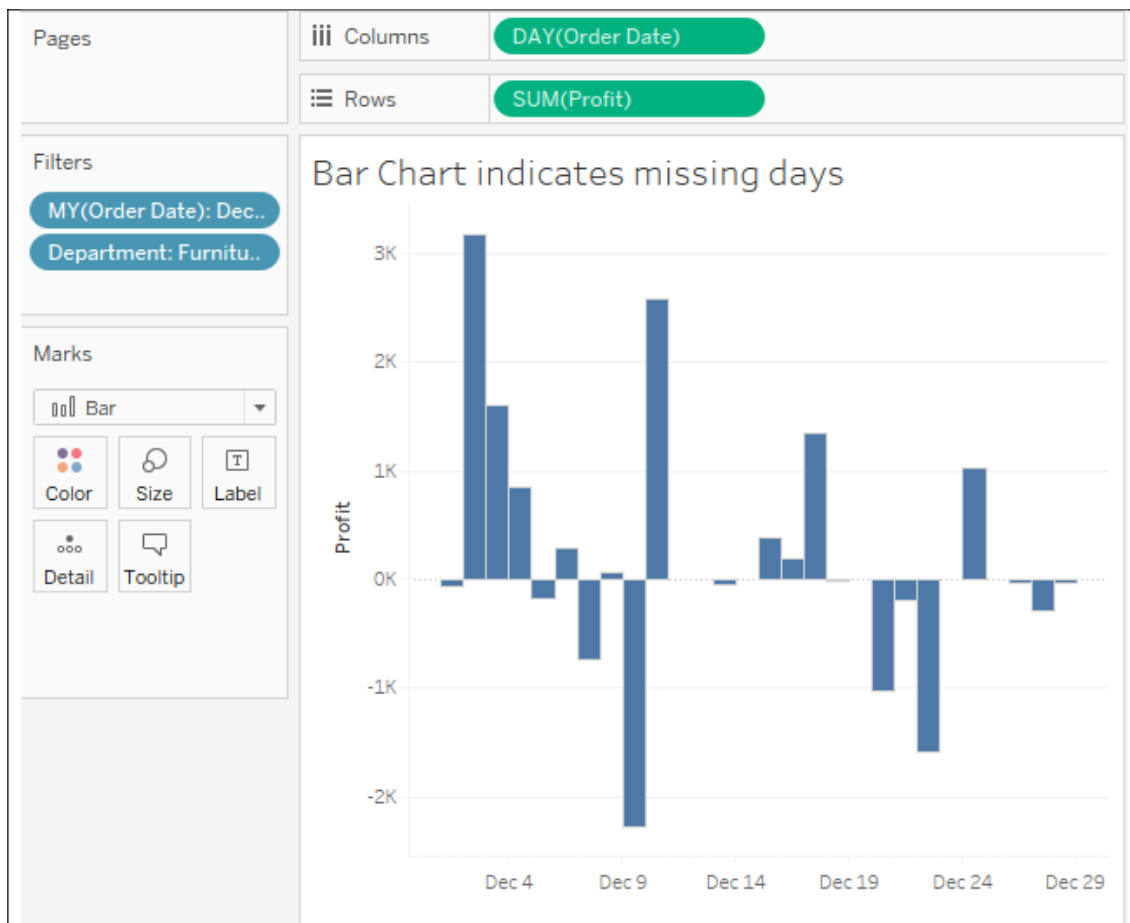 Pages
Columns
DAY(Order Date)
Rows
SUM(Profit)
Filters
MY(Order Date): Dec..
Department: Furnitu..
Marks
Bar
Color
Size
T
Label
Detail
Tooltip
Bar Chart indicates missing days
3K
2K
1K
0K
-1K
-2K
Profit
Dec 4
Dec 9
Dec 14
Dec 19
Dec 24
Dec 29